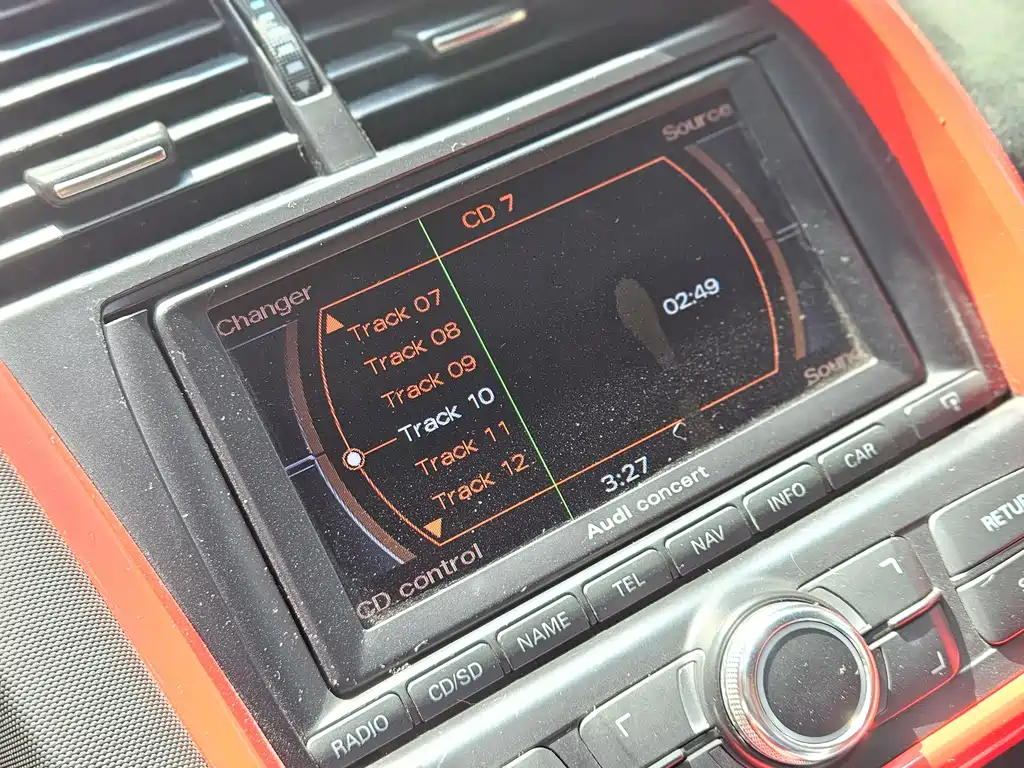 Source
CD 7
Changer
Track 07
Track 08
02:49
Track 09
Track 10
Track 11
Track 12
Sound
3:27
CD control
Audi concert
RADIO
CD/SD
NAME
TEL
NAV
INFO
CAR